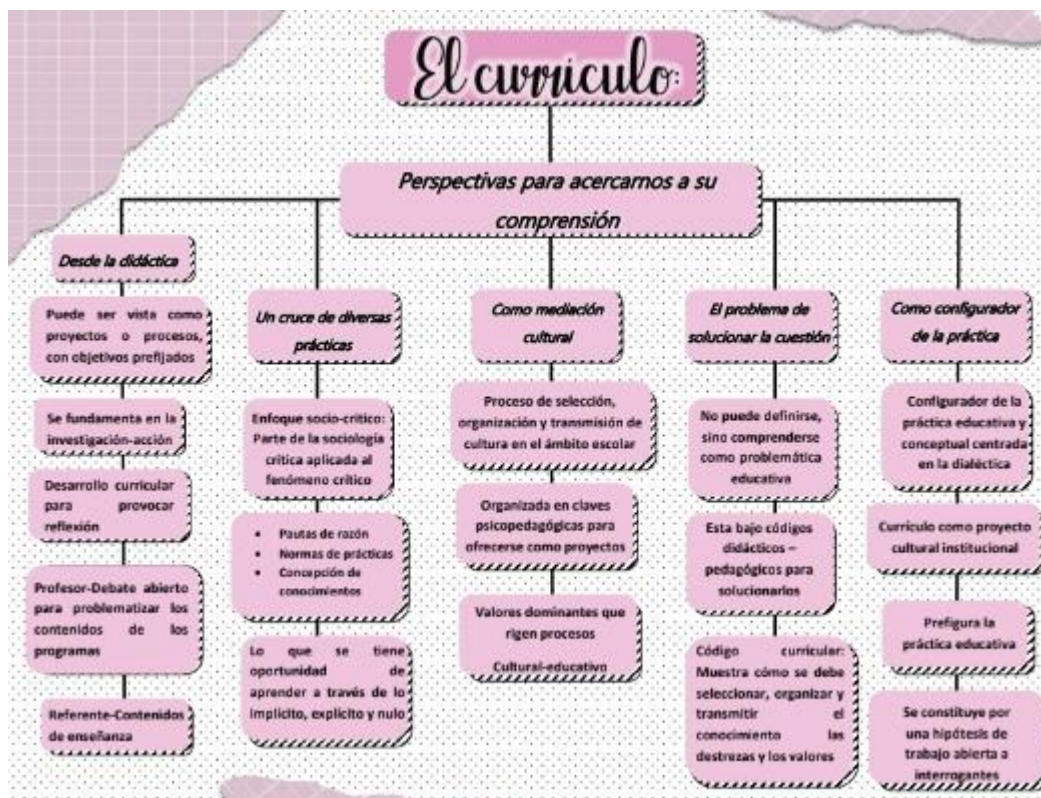 El curriculo:
Perspectivas para acercarnos a su
comprensión
Desde la didáctica
Puede ser vista como
proyectos o procesos,
con objetivos prefijados
Se fundamenta en la
investigación-acción
Desarrollo curricular
para provocar
reflexión
Profesor-Debate abierto
para problematizar los
contenidos de los
programas
Referente-Contenidos
de enseñanza
Un cruce de diversas
prácticas
Enfoque socio-critico:
Parte de la sociología
crítica aplicada al
fenómeno crítico
• Pautas de razón
• Normas de prácticas
• Concepción de
conocimientos
Lo que se tiene
oportunidad de
aprender a través de lo
implícito, explícito y nulo
Como mediación
cultural
Proceso de selección,
organización y transmisión de
cultura en el ámbito escolar
Organizada en claves
psicopedagógicas para
ofrecerse como proyectos
Valores dominantes que
rigen procesos
Cultural-educativo
El problema de
solucionar la cuestión
No puede definirse,
sino comprenderse
como problemática
educativa
Esta bajo códigos
didácticos –
pedagógicos para
solucionarlos
Código curricular:
Muestra cómo se debe
seleccionar, organizar y
transmitir el
conocimiento las
destrezas y los valores
Como configurador
de la práctica
Configurador de la
práctica educativa y
conceptual centrada
en la dialéctica
Currículo como proyecto
cultural institucional
Prefigura la
práctica educativa
Se constituye por
una hipótesis de
trabajo abierta a
interrogantes